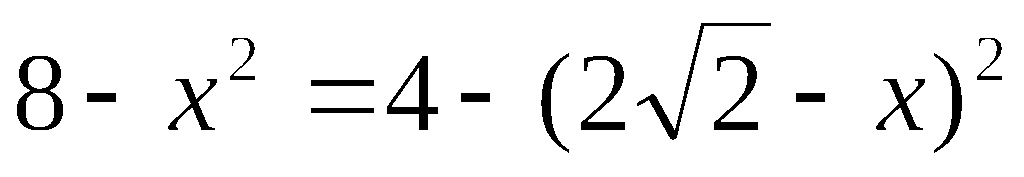 8 - x² = 4 - (2√2 - x)²